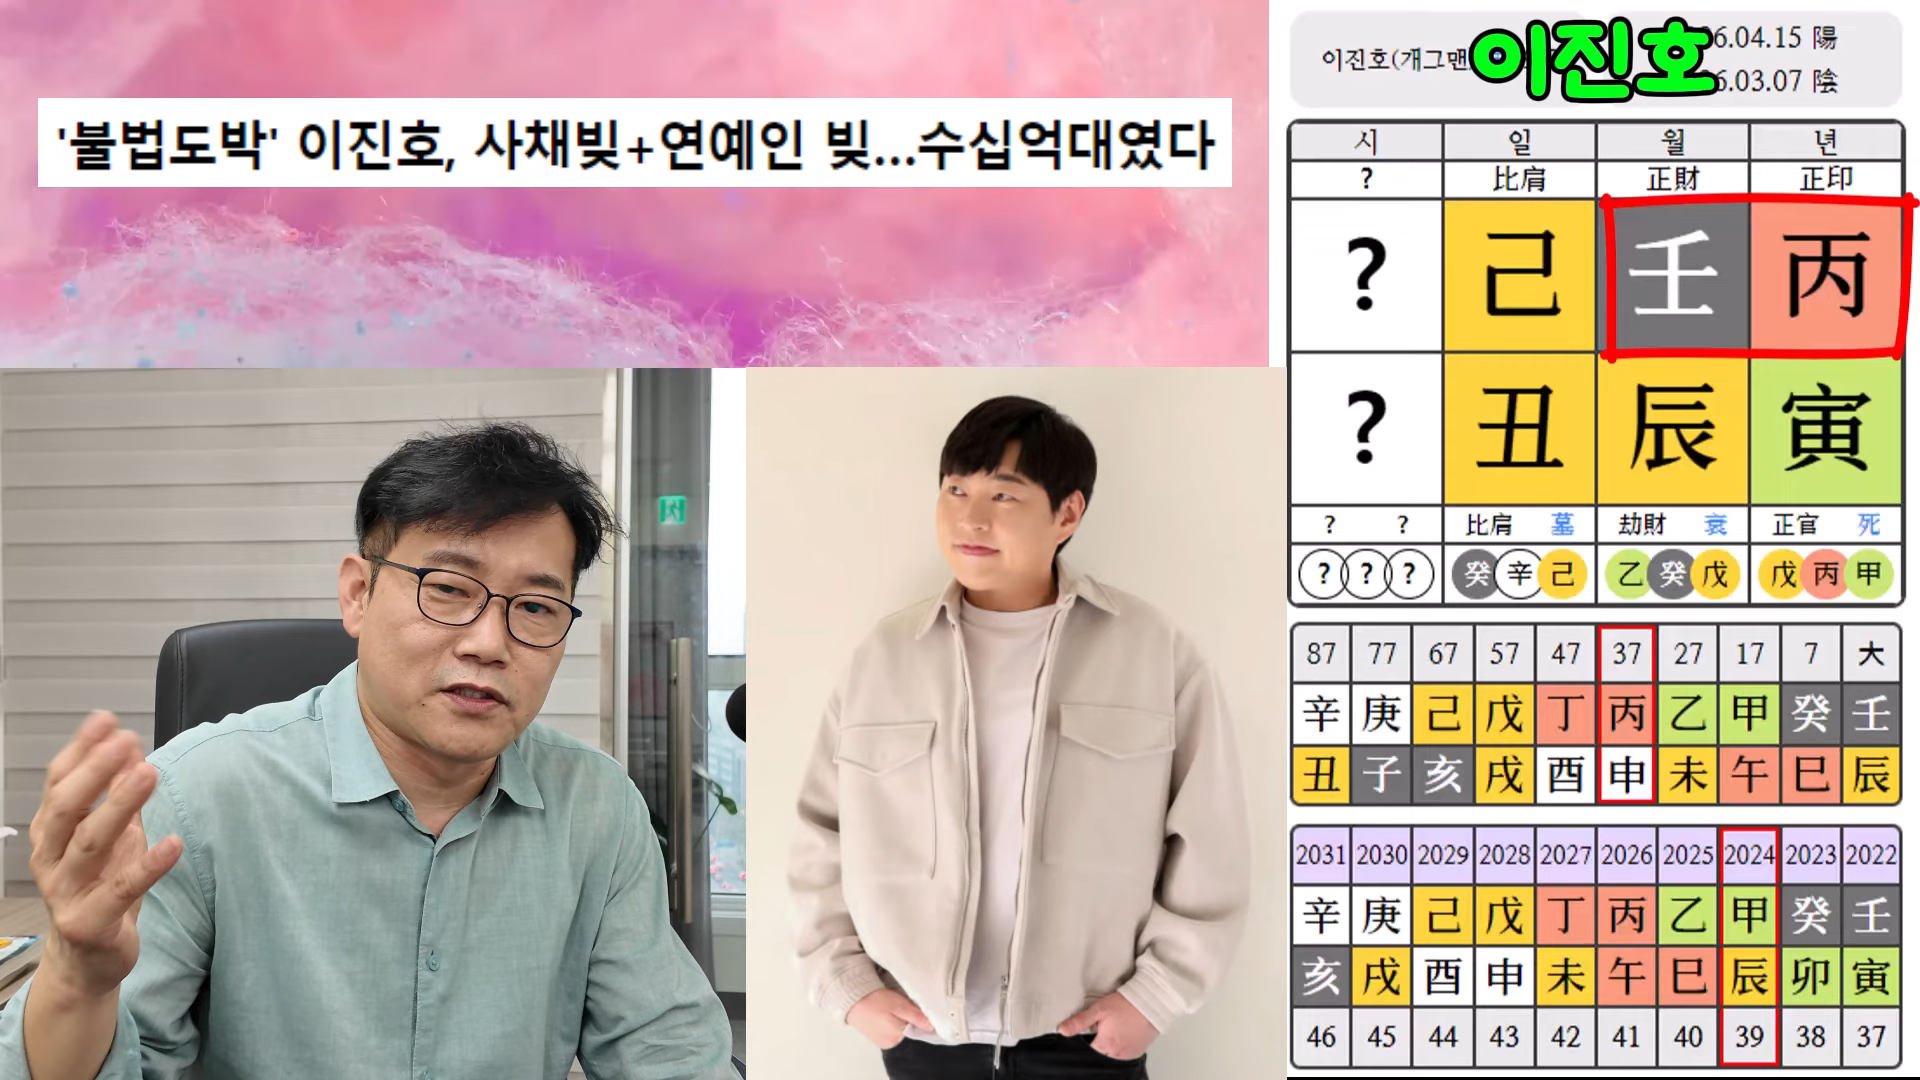 '불법도박' 이진호, 사채빚+연예인 빚...수십억대였다
이진호(개그맨
이진호
6.04.15 陽
6.03.07 陰
시 일 월 년
? 比肩 正財 正印
? 己 壬 丙
? 丑 辰 寅
? ? 比肩 墓 劫財 衰 正官 死
? ? ? 癸 辛 己 乙 癸 戊 戊 丙 甲
87 77 67 57 47 37 27 17 7 大
辛 庚 己 戊 丁 丙 乙 甲 癸 壬
丑 子 亥 戌 酉 申 未 午 巳 辰
2031 2030 2029 2028 2027 2026 2025 2024 2023 2022
辛 庚 己 戊 丁 丙 乙 甲 癸 壬
亥 戌 酉 申 未 午 巳 辰 卯 寅
46 45 44 43 42 41 40 39 38 37